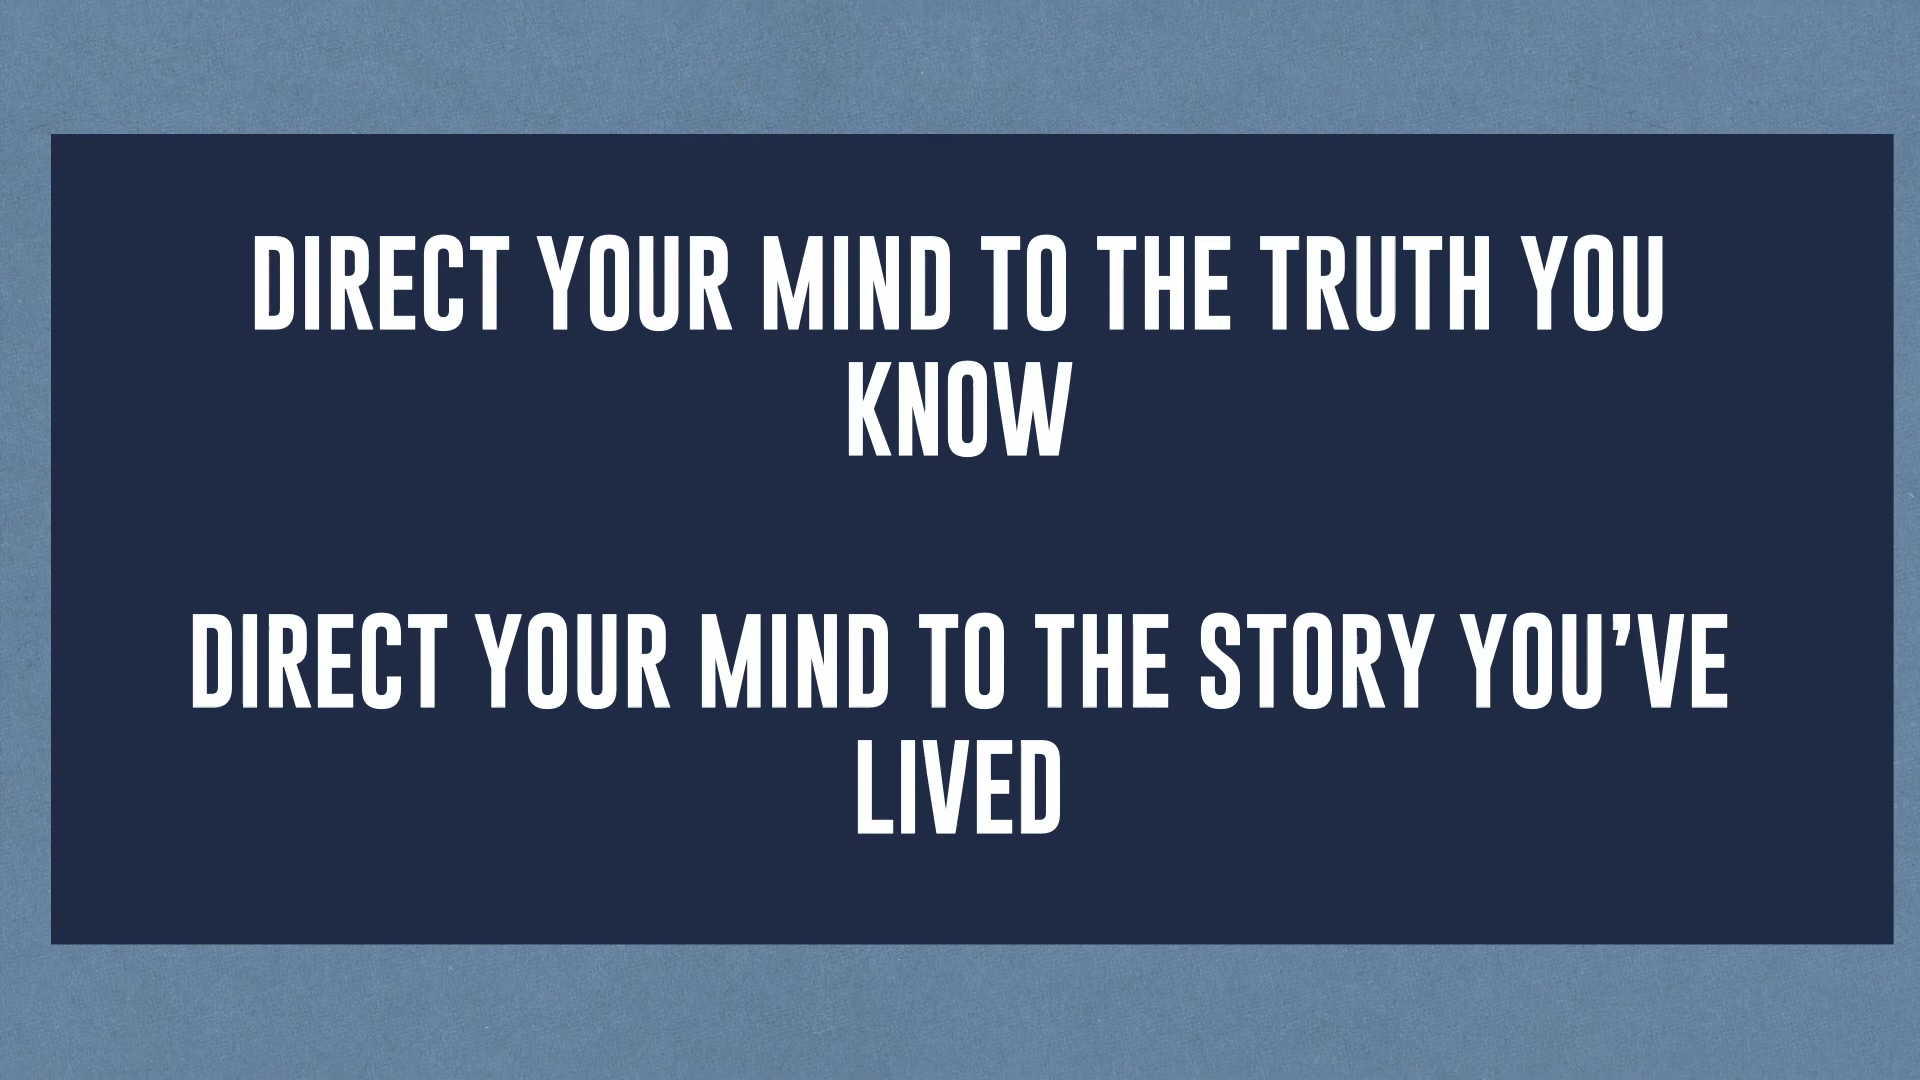 DIRECT YOUR MIND TO THE TRUTH YOU
KNOW
DIRECT YOUR MIND TO THE STORY YOU’VE
LIVED